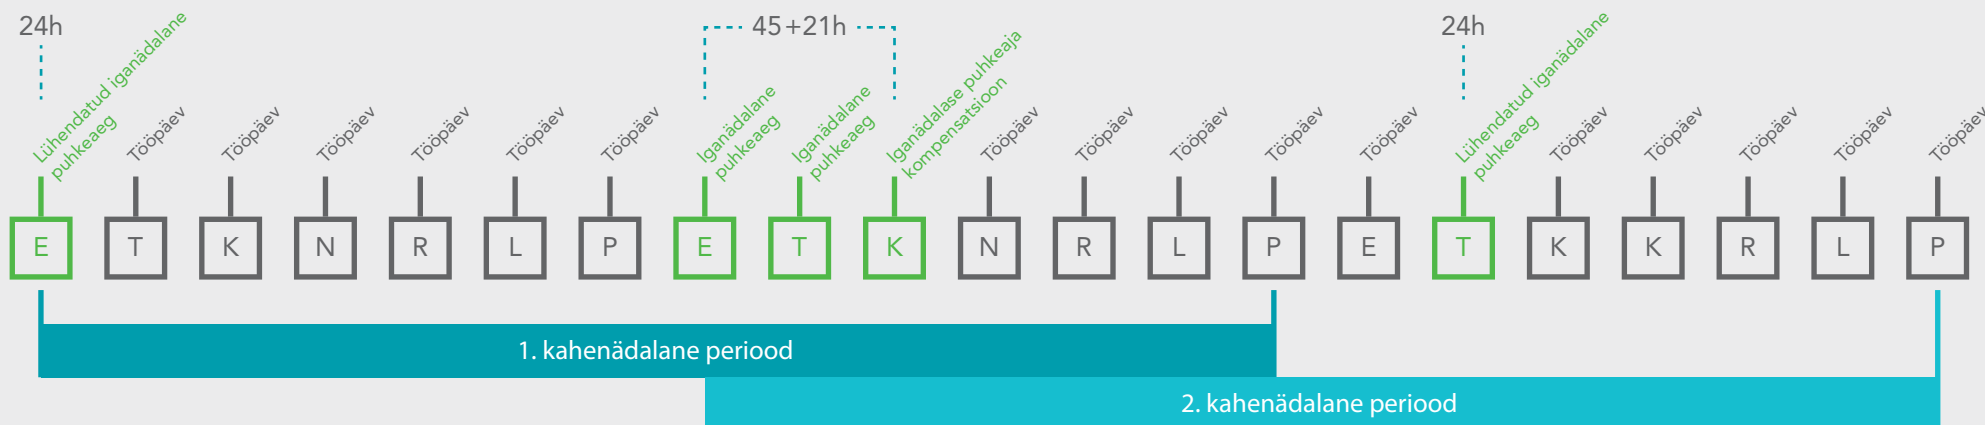 24h
45+21h
24h
Lühendatud iganädalane
puhkeaeg
Tööpäev
Tööpäev
Tööpäev
Tööpäev
Tööpäev
Tööpäev
Iganädalane
puhkeaeg
Iganädalane
puhkeaeg
Iganädalase puhkeaja
kompensatsioon
Tööpäev
Tööpäev
Tööpäev
Tööpäev
Tööpäev
Lühendatud iganädalane
puhkeaeg
Tööpäev
Tööpäev
Tööpäev
Tööpäev
Tööpäev
E T K N R L P E T K N R L P E T K K R L P
1. kahenädalane periood
2. kahenädalane periood